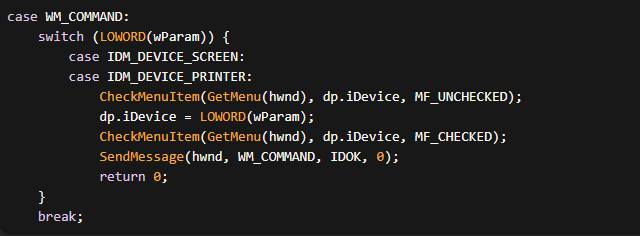 case WM_COMMAND:
    switch (LOWORD(wParam)) {
        case IDM_DEVICE_SCREEN:
        case IDM_DEVICE_PRINTER:
            CheckMenuItem(GetMenu(hwnd), dp.iDevice, MF_UNCHECKED);
            dp.iDevice = LOWORD(wParam);
            CheckMenuItem(GetMenu(hwnd), dp.iDevice, MF_CHECKED);
            SendMessage(hwnd, WM_COMMAND, IDOK, 0);
            return 0;
    }
    break;